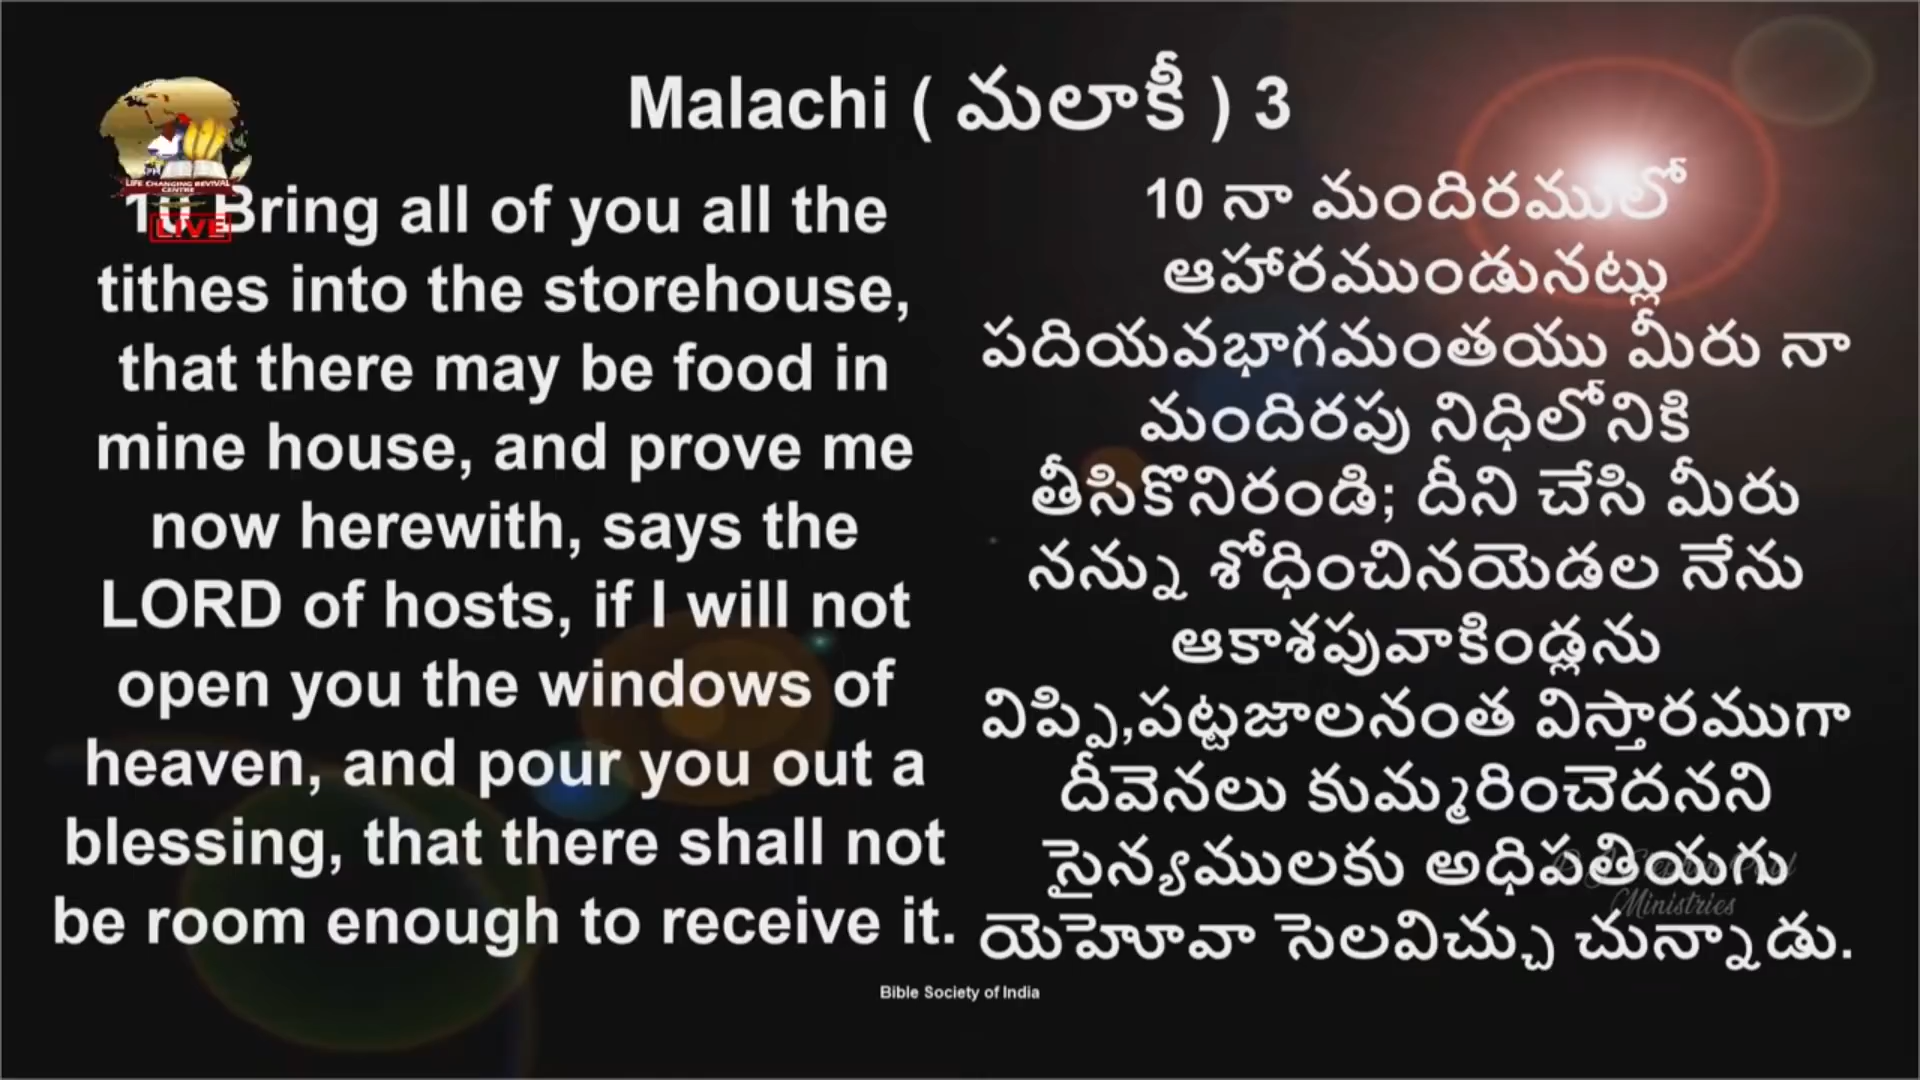 Malachi ( మలాకీ ) 3
LIFE CHANGING REVIVAL
CENTRE
LIVE
10 Bring all of you all the
tithes into the storehouse,
that there may be food in
mine house, and prove me
now herewith, says the
LORD of hosts, if I will not
open you the windows of
heaven, and pour you out a
blessing, that there shall not
be room enough to receive it.
10 నా మందిరములో
ఆహారముండునట్లు
పదియవభాగమంతయు మీరు నా
మందిరపు నిధిలోనికి
తీసికొనిరండి; దీని చేసి మీరు
నన్ను శోధించినయెడల నేను
ఆకాశపువాకిండ్లను
విప్పి,పట్టజాలనంత విస్తారముగా
దీవెనలు కుమ్మరించెదనని
సైన్యములకు అధిపతియగు
యెహోవా సెలవిచ్చు చున్నాడు.
Ministries
Bible Society of India